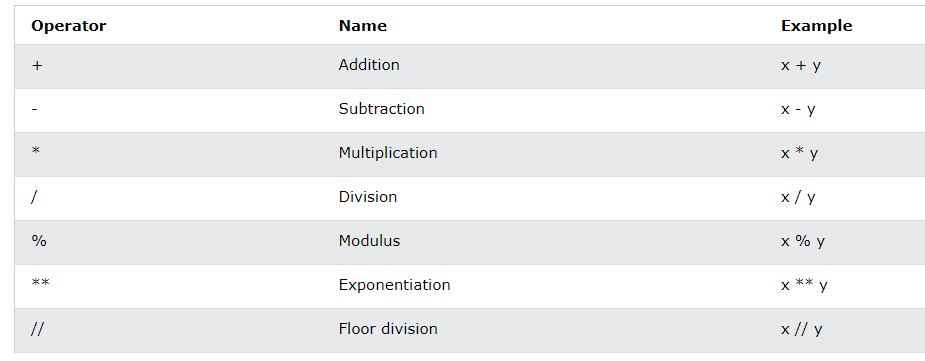 Operator Name Example
+ Addition x + y
- Subtraction x - y
* Multiplication x * y
/ Division x / y
% Modulus x % y
** Exponentiation x ** y
// Floor division x // y